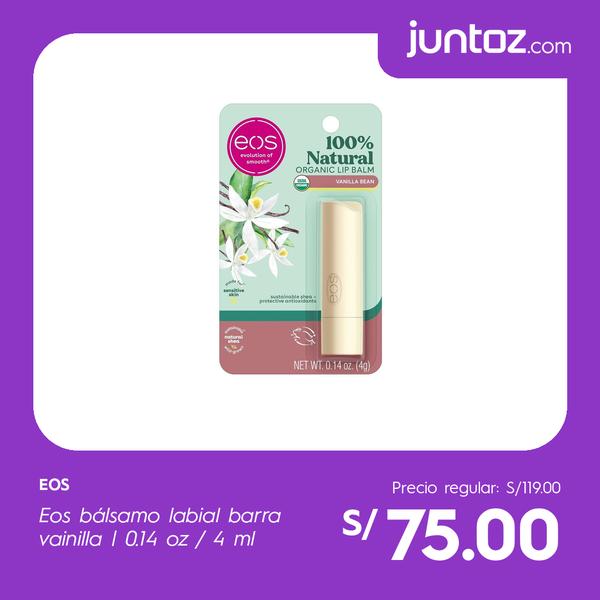 juntoz.com
eos
evolution of
smooth®
100%
Natural
ORGANIC LIP BALM
USDA
ORGANIC
VANILLA BEAN
eos
sensitive
skin
sustainable shea +
protective antioxidants
natural
shea
NET WT. 0.14 oz. (4g)
EOS
Eos bálsamo labial barra
vainilla | 0.14 oz / 4 ml
Precio regular: S/119.00
S/75.00